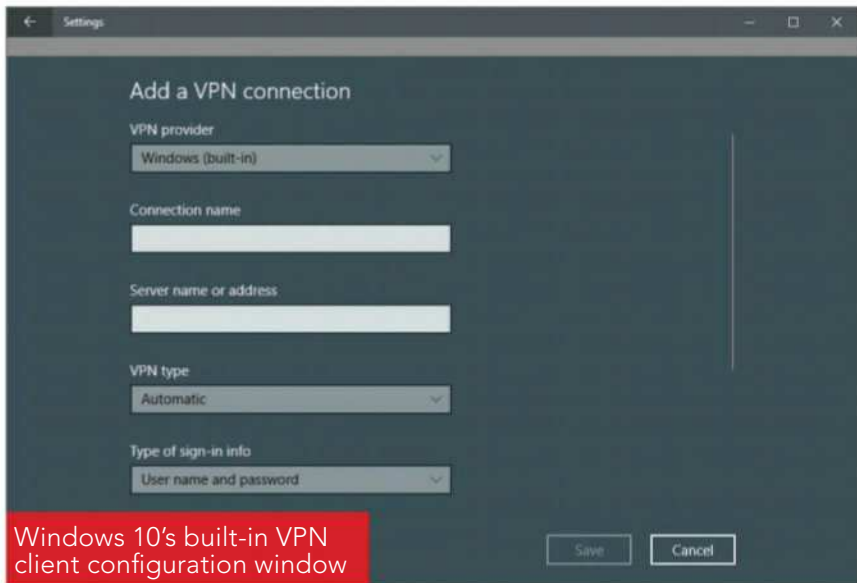 Settings
Add a VPN connection
VPN provider
Windows (built-in)
Connection name
Server name or address
VPN type
Automatic
Type of sign-in info
User name and password
Save
Cancel
Windows 10's built-in VPN
client configuration window